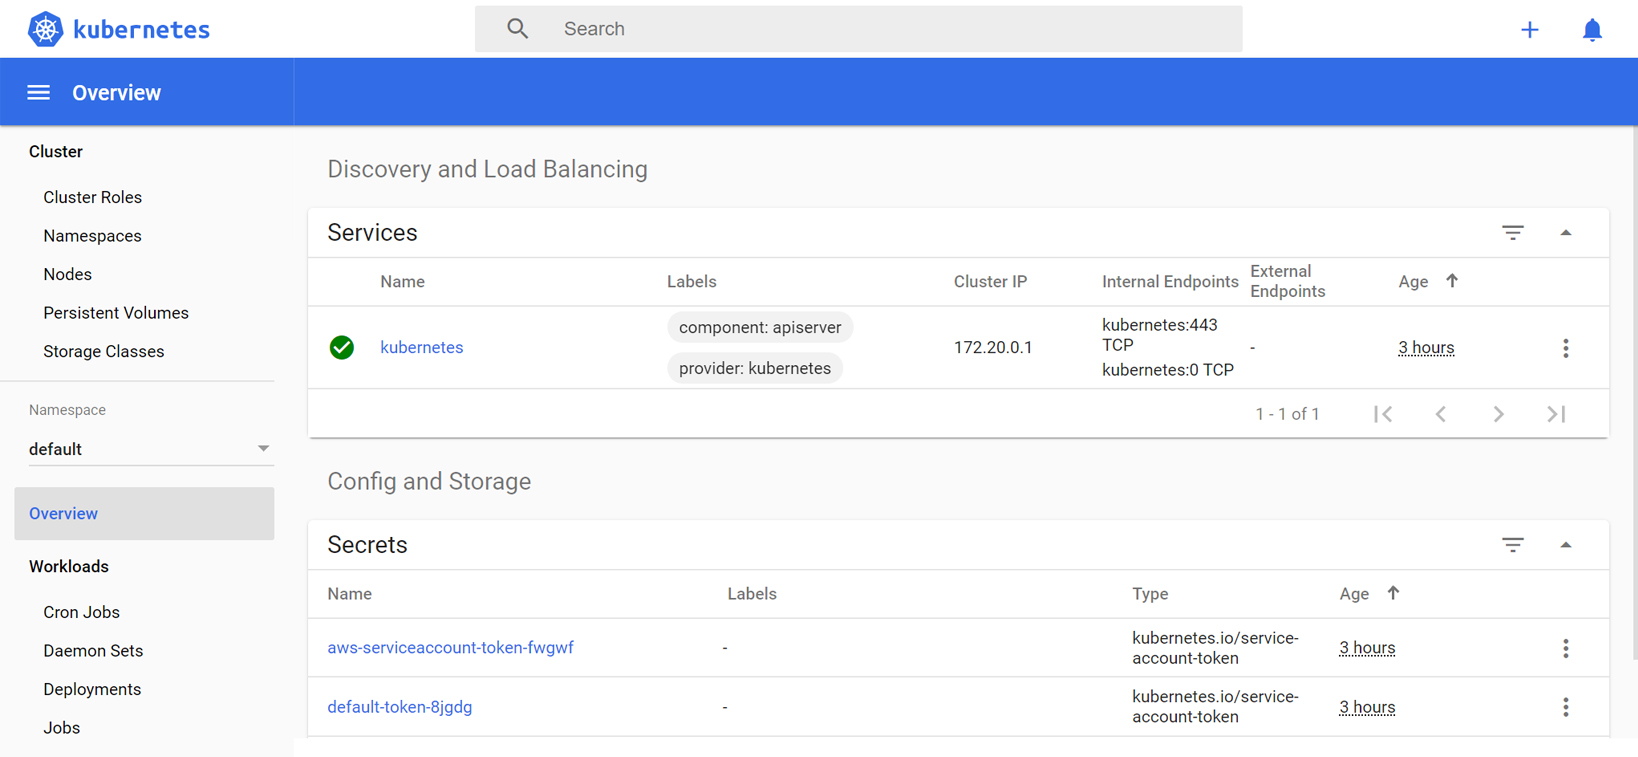 kubernetes
Search
Overview
Cluster
Cluster Roles
Namespaces
Nodes
Persistent Volumes
Storage Classes
Namespace
default
Overview
Workloads
Cron Jobs
Daemon Sets
Deployments
Jobs
Discovery and Load Balancing
Services
Name Labels Cluster IP Internal Endpoints External
Endpoints Age
kubernetes
component: apiserver
provider: kubernetes
172.20.0.1
kubernetes:443
TCP
kubernetes:0 TCP
-
3 hours
1 - 1 of 1
Config and Storage
Secrets
Name Labels Type Age
aws-serviceaccount-token-fwgwf - kubernetes.io/service-
account-token 3 hours
default-token-8jgdg - kubernetes.io/service-
account-token 3 hours